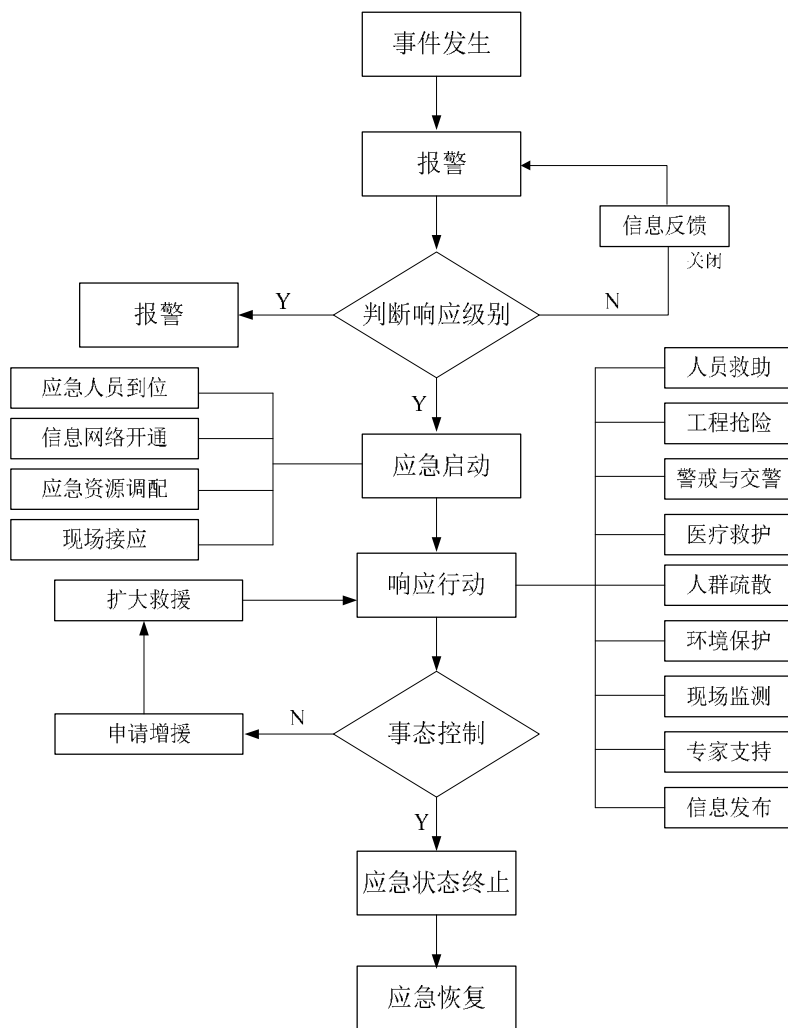 事件发生
报警
信息反馈
关闭
报警
Y
判断响应级别
N
Y
应急人员到位
信息网络开通
应急资源调配
现场接应
应急启动
人员救助
工程抢险
警戒与交警
医疗救护
人群疏散
环境保护
现场监测
专家支持
信息发布
响应行动
扩大救援
申请增援
N
事态控制
Y
应急状态终止
应急恢复